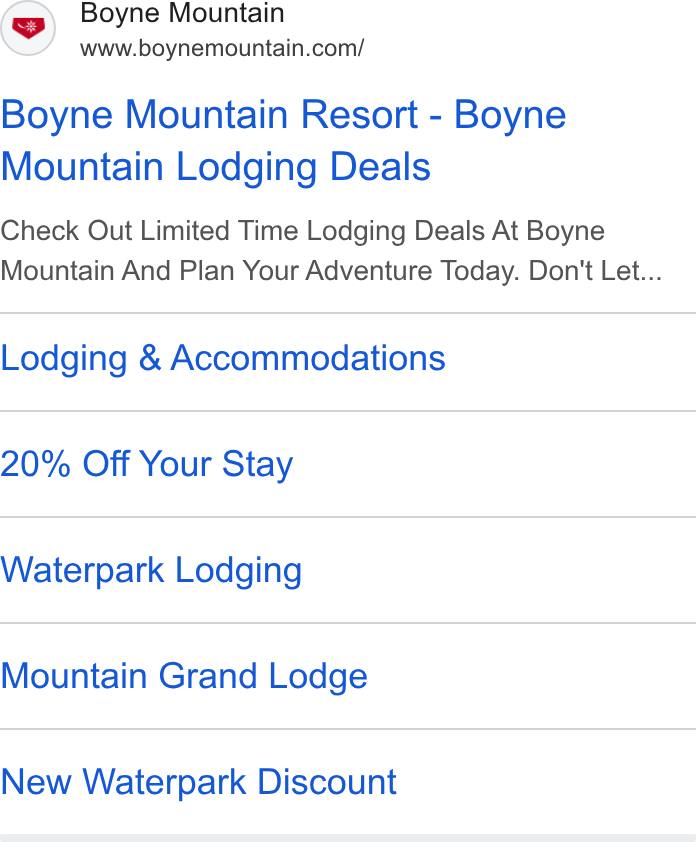 Boyne Mountain
www.boynemountain.com/
Boyne Mountain Resort - Boyne
Mountain Lodging Deals
Check Out Limited Time Lodging Deals At Boyne
Mountain And Plan Your Adventure Today. Don't Let...
Lodging & Accommodations
20% Off Your Stay
Waterpark Lodging
Mountain Grand Lodge
New Waterpark Discount